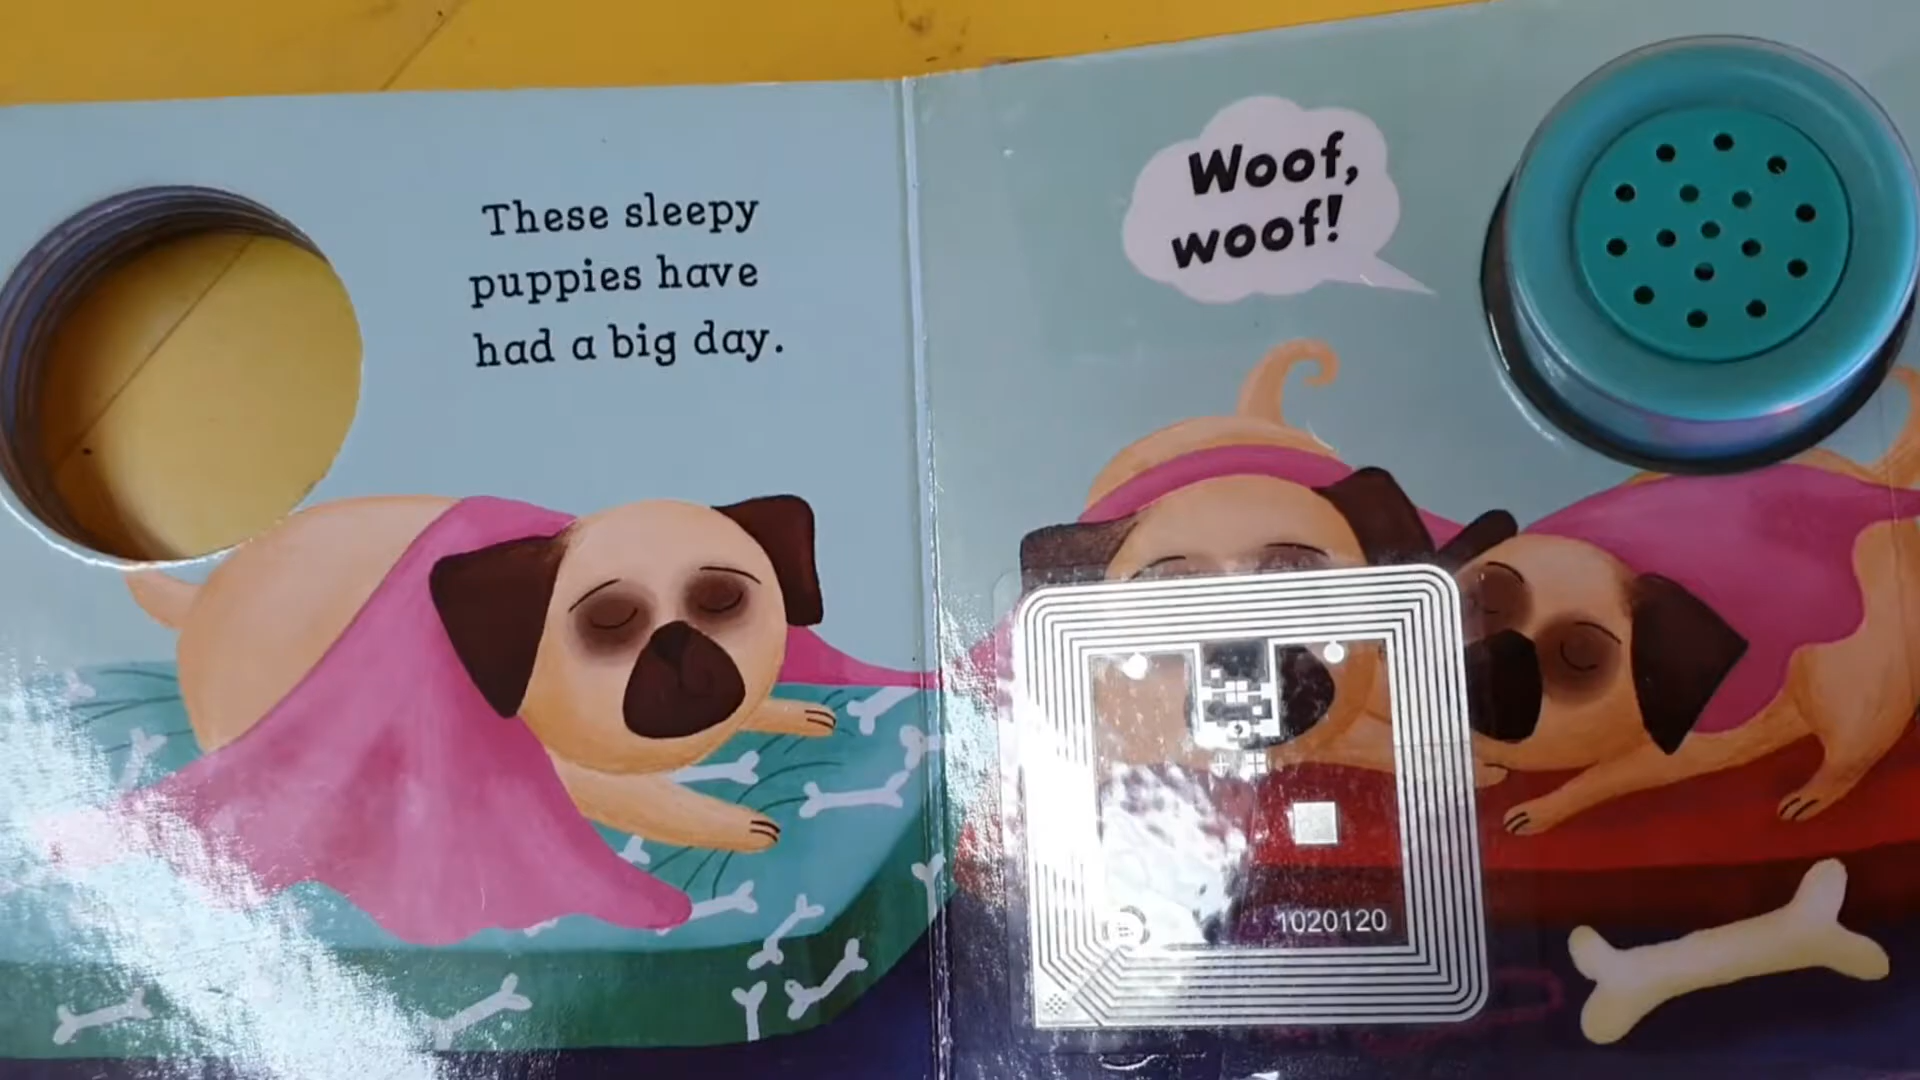 These sleepy
puppies have
had a big day.
Woof,
woof!
1020120